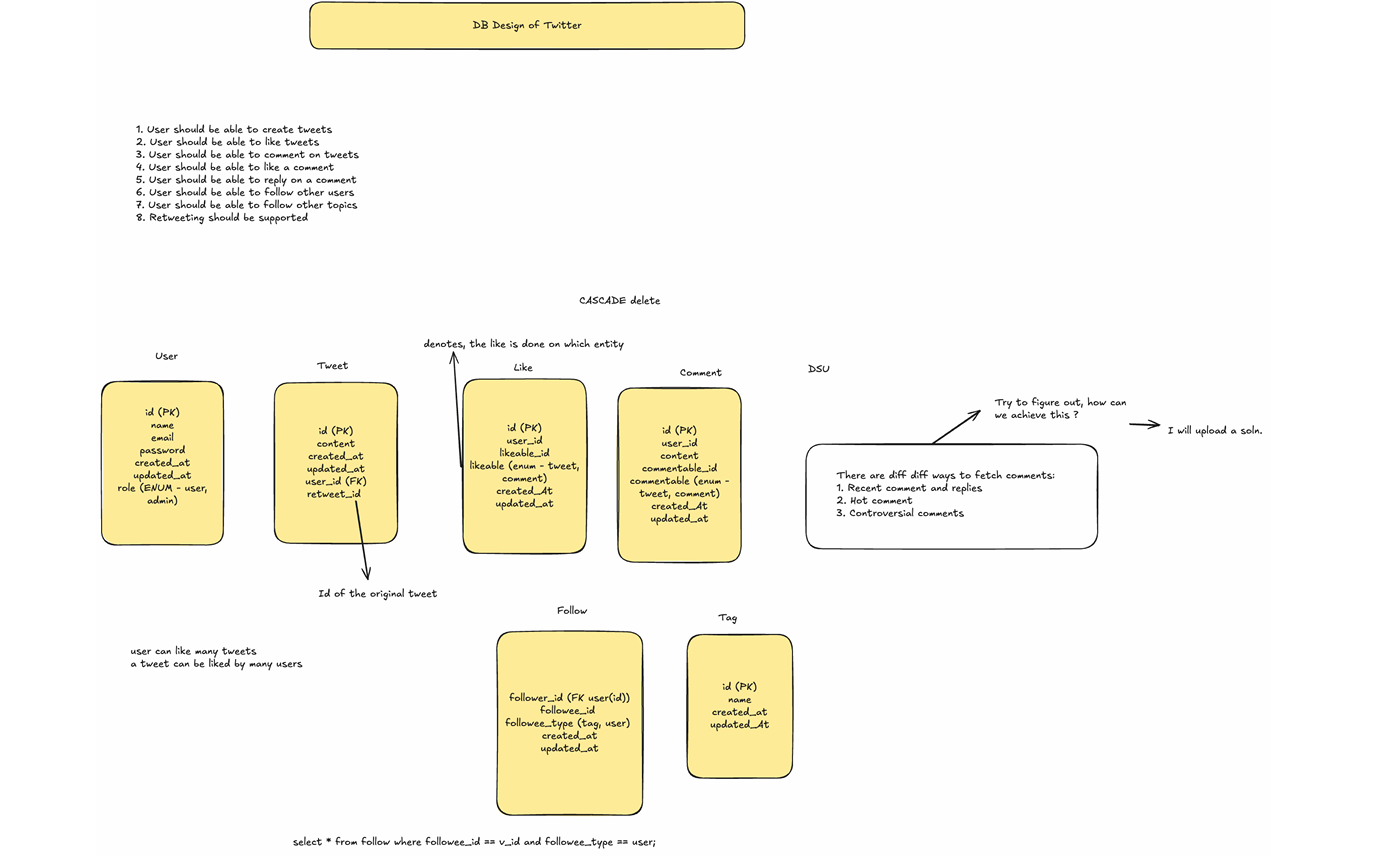 DB Design of Twitter
1. User should be able to create tweets
2. User should be able to like tweets
3. User should be able to comment on tweets
4. User should be able to like a comment
5. User should be able to reply on a comment
6. User should be able to follow other users
7. User should be able to follow other topics
8. Retweeting should be supported
CASCADE delete
denotes, the like is done on which entity
User
id (PK)
name
email
password
created_at
updated_at
role (ENUM - user,
admin)
Tweet
id (PK)
content
created_at
updated_at
user_id (FK)
retweet_id
Id of the original tweet
Like
id (PK)
user_id
likeable_id
likeable (enum - tweet,
comment)
created_At
updated_at
Comment
id (PK)
user_id
content
commentable_id
commentable (enum -
tweet, comment)
created_At
updated_at
DSU
Try to figure out, how can
we achieve this ?
I will upload a soln.
There are diff diff ways to fetch comments:
1. Recent comment and replies
2. Hot comment
3. Controversial comments
user can like many tweets
a tweet can be liked by many users
Follow
follower_id (FK user(id))
followee_id
followee_type (tag, user)
created_at
updated_at
Tag
id (PK)
name
created_at
updated_At
select * from follow where followee_id == v_id and followee_type == user;